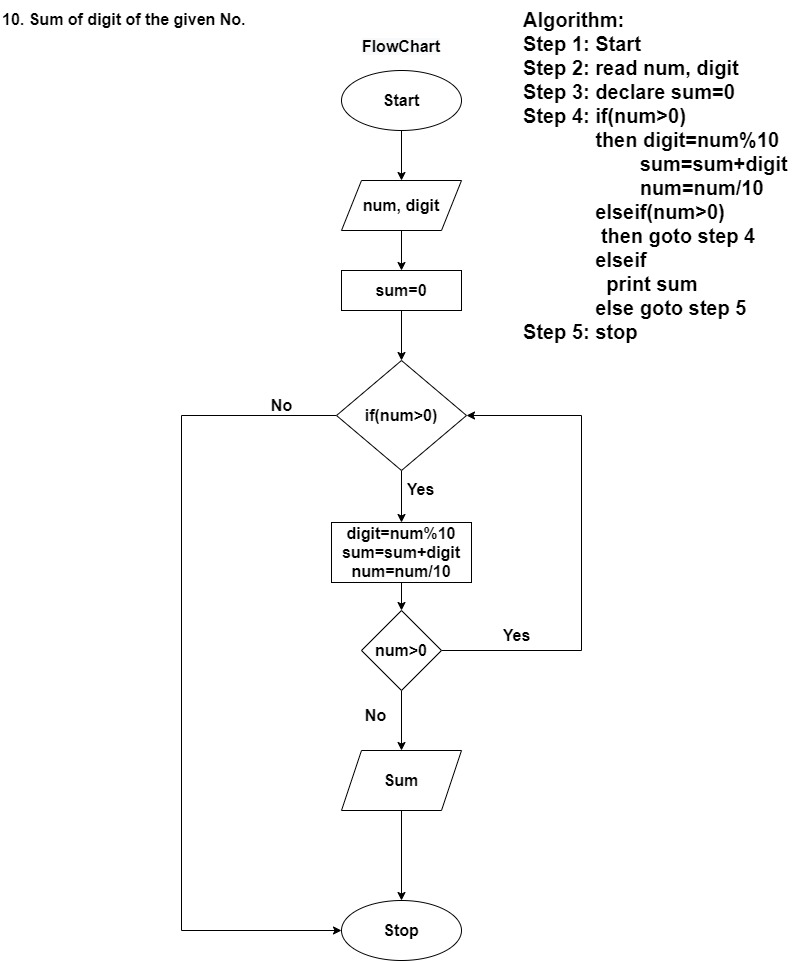 10. Sum of digit of the given No.
FlowChart
Start
num, digit
sum=0
if(num>0)
No
Yes
digit=num%10
sum=sum+digit
num=num/10
num>0
Yes
No
Sum
Stop
Algorithm:
Step 1: Start
Step 2: read num, digit
Step 3: declare sum=0
Step 4: if(num>0)
then digit=num%10
sum=sum+digit
num=num/10
elseif(num>0)
then goto step 4
elseif
print sum
else goto step 5
Step 5: stop